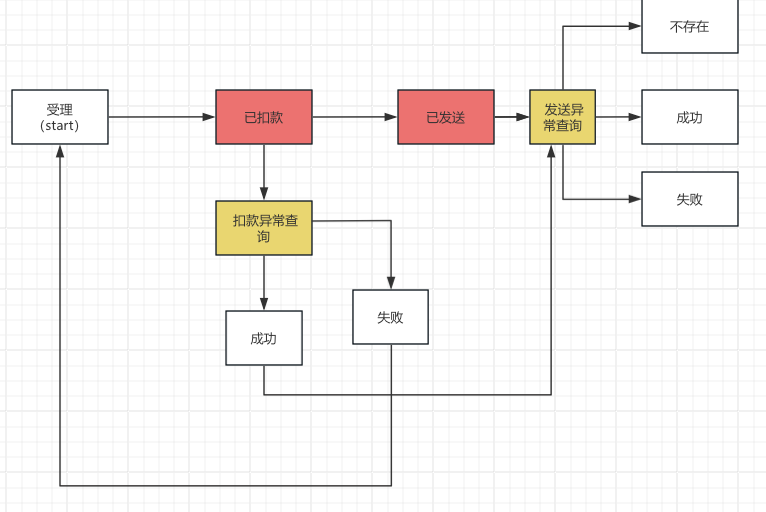 不存在
受理
(start)
已扣款
已发送
发送异
常查询
成功
失败
扣款异常查
询
失败
成功